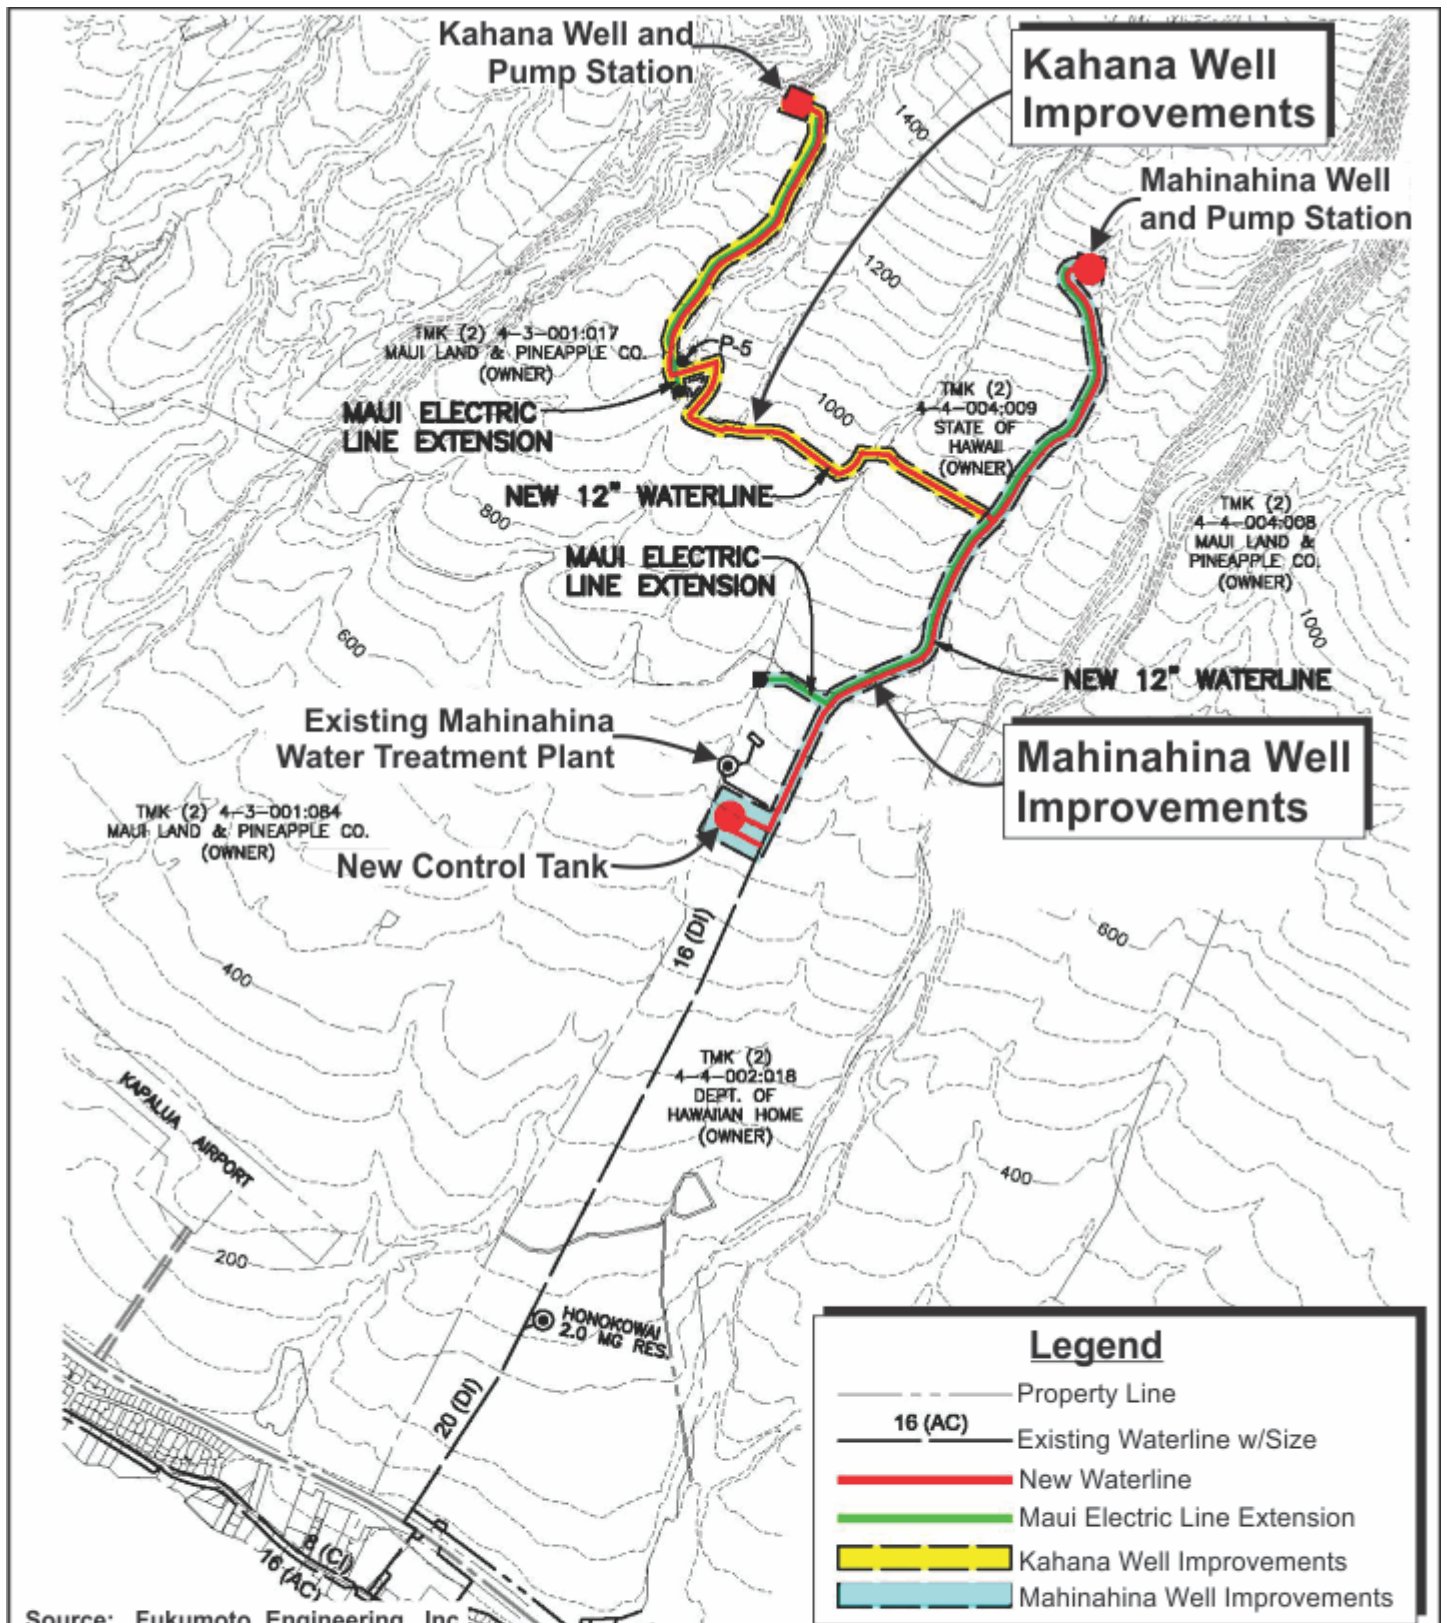 Kahana Well and
Pump Station
Kahana Well
Improvements
1400
Mahinahina Well
and Pump Station
1200
TMK (2) 4-3-001:017
MAUI LAND & PINEAPPLE CO.
(OWNER)
P-5
MAUI ELECTRIC
LINE EXTENSION
1000
TMK (2)
4-4-004:009
STATE OF
HAWAII
(OWNER)
NEW 12" WATERLINE
800
TMK (2)
4-4-004:008
MAUI LAND &
PINEAPPLE CO.
(OWNER)
MAUI ELECTRIC
LINE EXTENSION
1000
600
NEW 12" WATERLINE
Existing Mahinahina
Water Treatment Plant
Mahinahina Well
Improvements
TMK (2) 4-3-001:084
MAUI LAND & PINEAPPLE CO.
(OWNER)
New Control Tank
16 (DI)
600
400
TMK (2)
4-4-002:018
DEPT. OF
HAWAIIAN HOME
(OWNER)
KAPALUA AIRPORT
400
200
HONOKOWAI
2.0 MG RES.
20 (DI)
8 (CI)
16 (AC)
Legend
Property Line
16 (AC)
Existing Waterline w/Size
New Waterline
Maui Electric Line Extension
Kahana Well Improvements
Mahinahina Well Improvements
Source: Fukumoto Engineering, Inc.